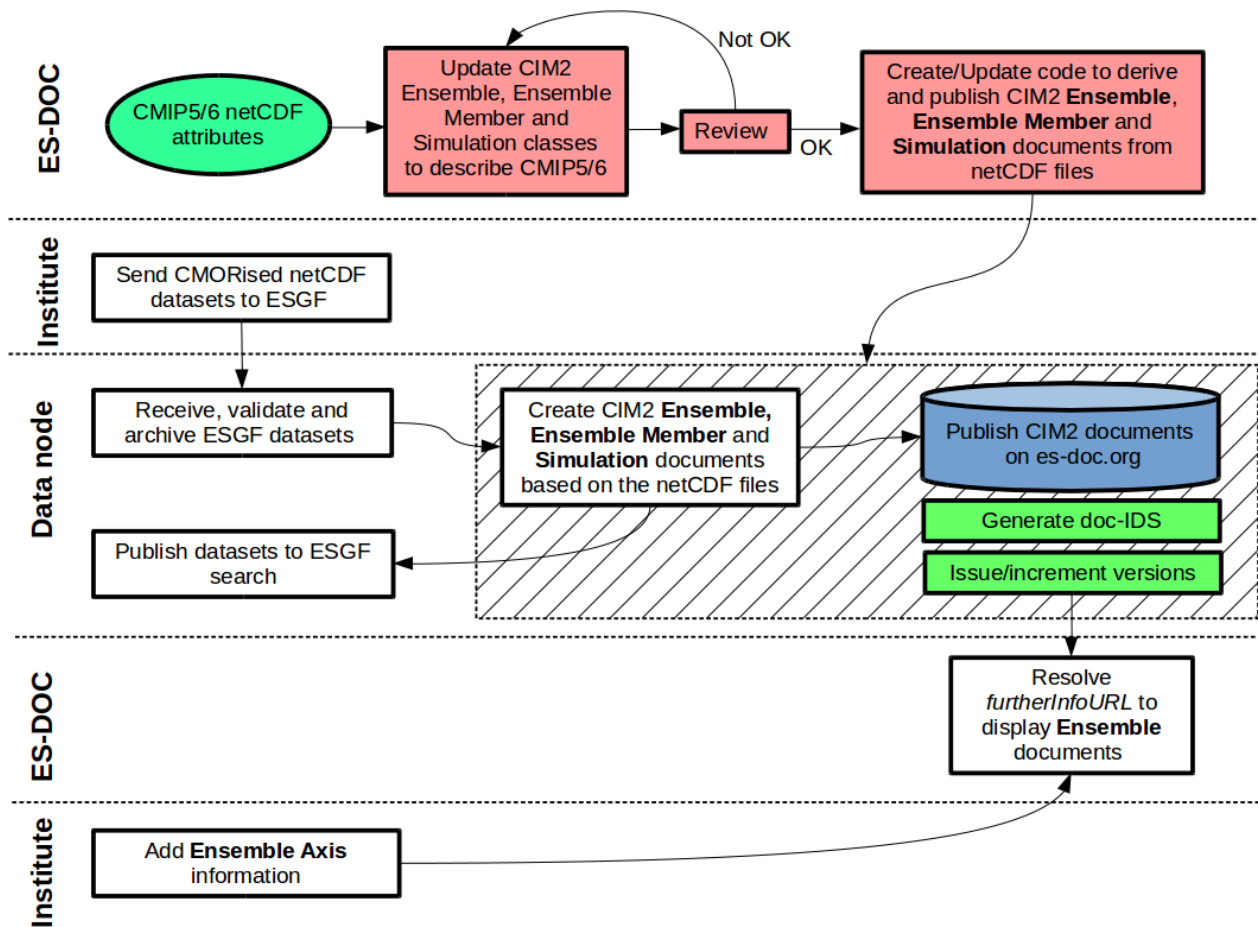 ES-DOC
CMIP5/6 netCDF
attributes
Update CIM2
Ensemble, Ensemble
Member and
Simulation classes
to describe CMIP5/6
Not OK
Review
OK
Create/Update code to derive
and publish CIM2 Ensemble,
Ensemble Member and
Simulation documents from
netCDF files
Institute
Send CMORised netCDF
datasets to ESGF
Data node
Receive, validate and
archive ESGF datasets
Create CIM2 Ensemble,
Ensemble Member and
Simulation documents
based on the netCDF files
Publish CIM2 documents
on es-doc.org
Generate doc-IDS
Issue/increment versions
Publish datasets to ESGF
search
ES-DOC
Resolve
furtherInfoURL to
display Ensemble
documents
Institute
Add Ensemble Axis
information